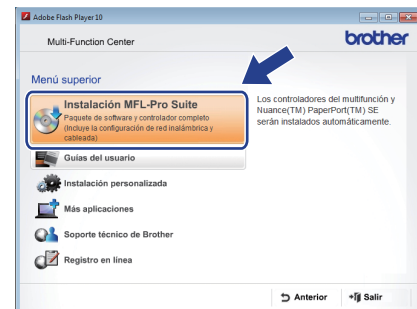 Adobe Flash Player 10
Multi-Function Center
brother
Menú superior
Instalación MFL-Pro Suite
Paquete de software y controlador completo
(Incluye la configuración de red inalámbrica y
cableada)
Los controladores del multifunción y
Nuance(TM) PaperPort(TM) SE
serán instalados automáticamente.
Guías del usuario
Instalación personalizada
Más aplicaciones
Soporte técnico de Brother
Registro en línea
Anterior
Salir